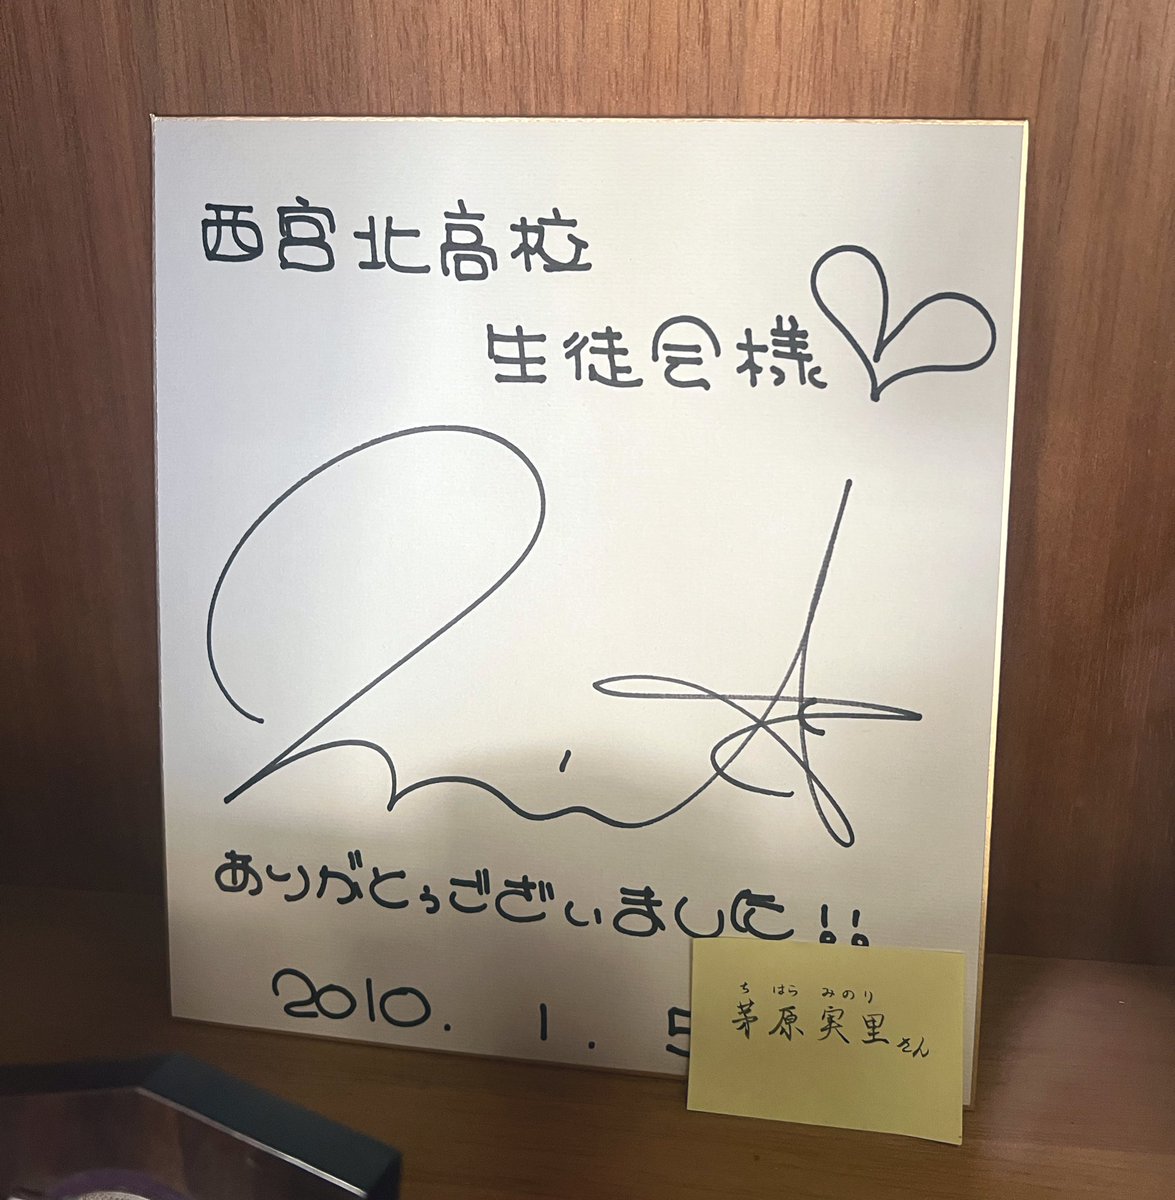 西宮北高校
生徒会様
ありがとうございました!!
2010. 1. 5
ち はら みのり
茅原実里さん